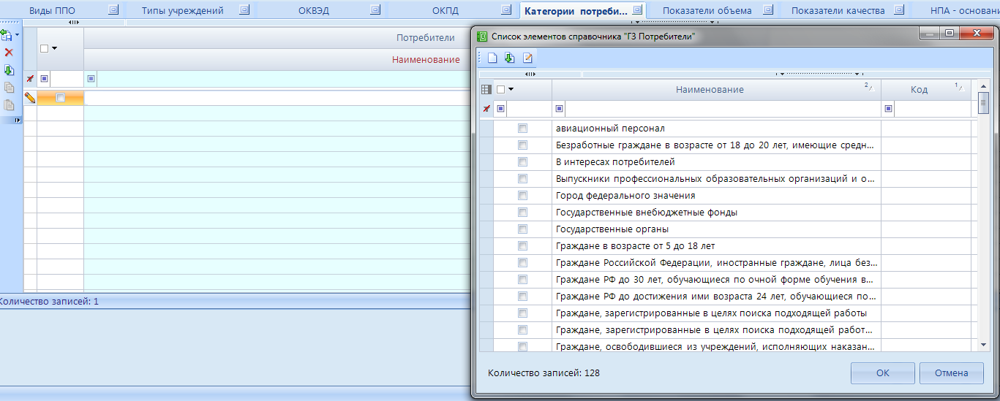 Виды ППО
Типы учреждений
ОКВЭД
ОКПД
Категории потреби...
Показатели объема
Показатели качества
НПА - основани
Потребители
Наименование
Количество записей: 1
Список элементов справочника "ГЗ Потребители"
Наименование 2
Код 1
авиационный персонал
Безработные граждане в возрасте от 18 до 20 лет, имеющие средн...
В интересах потребителей
Выпускники профессиональных образовательных организаций и о...
Город федерального значения
Государственные внебюджетные фонды
Государственные органы
Граждане в возрасте от 5 до 18 лет
Граждане Российской Федерации, иностранные граждане, лица без...
Граждане РФ до 30 лет, обучающиеся по очной форме обучения в...
Граждане РФ до достижения ими возраста 24 лет, обучающиеся по...
Граждане, зарегистрированные в целях поиска подходящей работы
Граждане, зарегистрированные в целях поиска подходящей работ...
Граждане, освободившиеся из учреждений, исполняющих наказан...
Количество записей: 128
ОК
Отмена